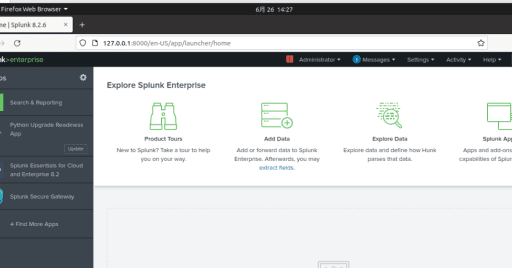 Firefox Web Browser
6月 26 14:27
me | Splunk 8.2.6
127.0.0.1:8000/en-US/app/launcher/home
nk>enterprise
Administrator
1 Messages
Settings
Activity
Help
ps
Search & Reporting
Python Upgrade Readiness
App
Update
Splunk Essentials for Cloud
and Enterprise 8.2
Splunk Secure Gateway
+ Find More Apps
Explore Splunk Enterprise
Product Tours
New to Splunk? Take a tour to help
you on your way.
Add Data
Add or forward data to Splunk
Enterprise. Afterwards, you may
extract fields.
Explore Data
Explore data and define how Hunk
parses that data.
Splunk App
Apps and add-ons
capabilities of Splun